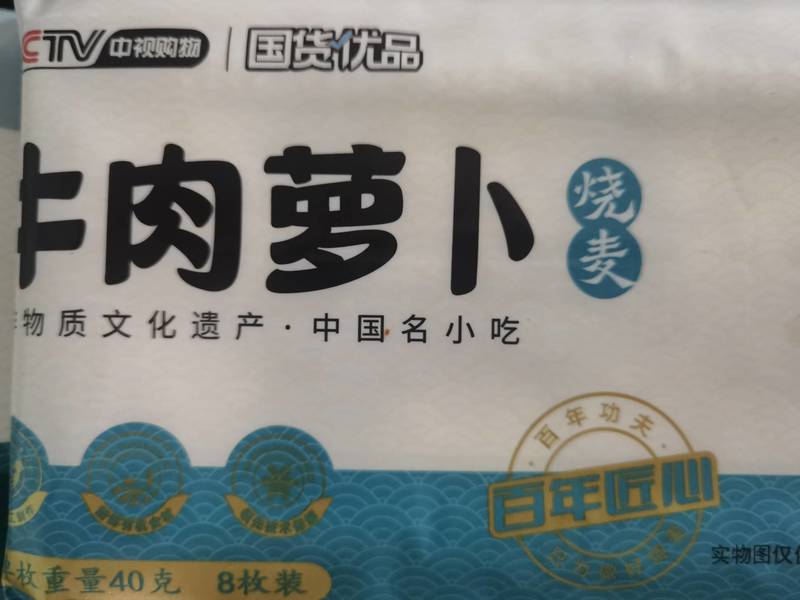 CTV 中视购物 国货优品
牛肉萝卜 烧麦
物质文化遗产·中国名小吃
百年功夫
百年匠心
枚重量40克 8枚装
实物图仅